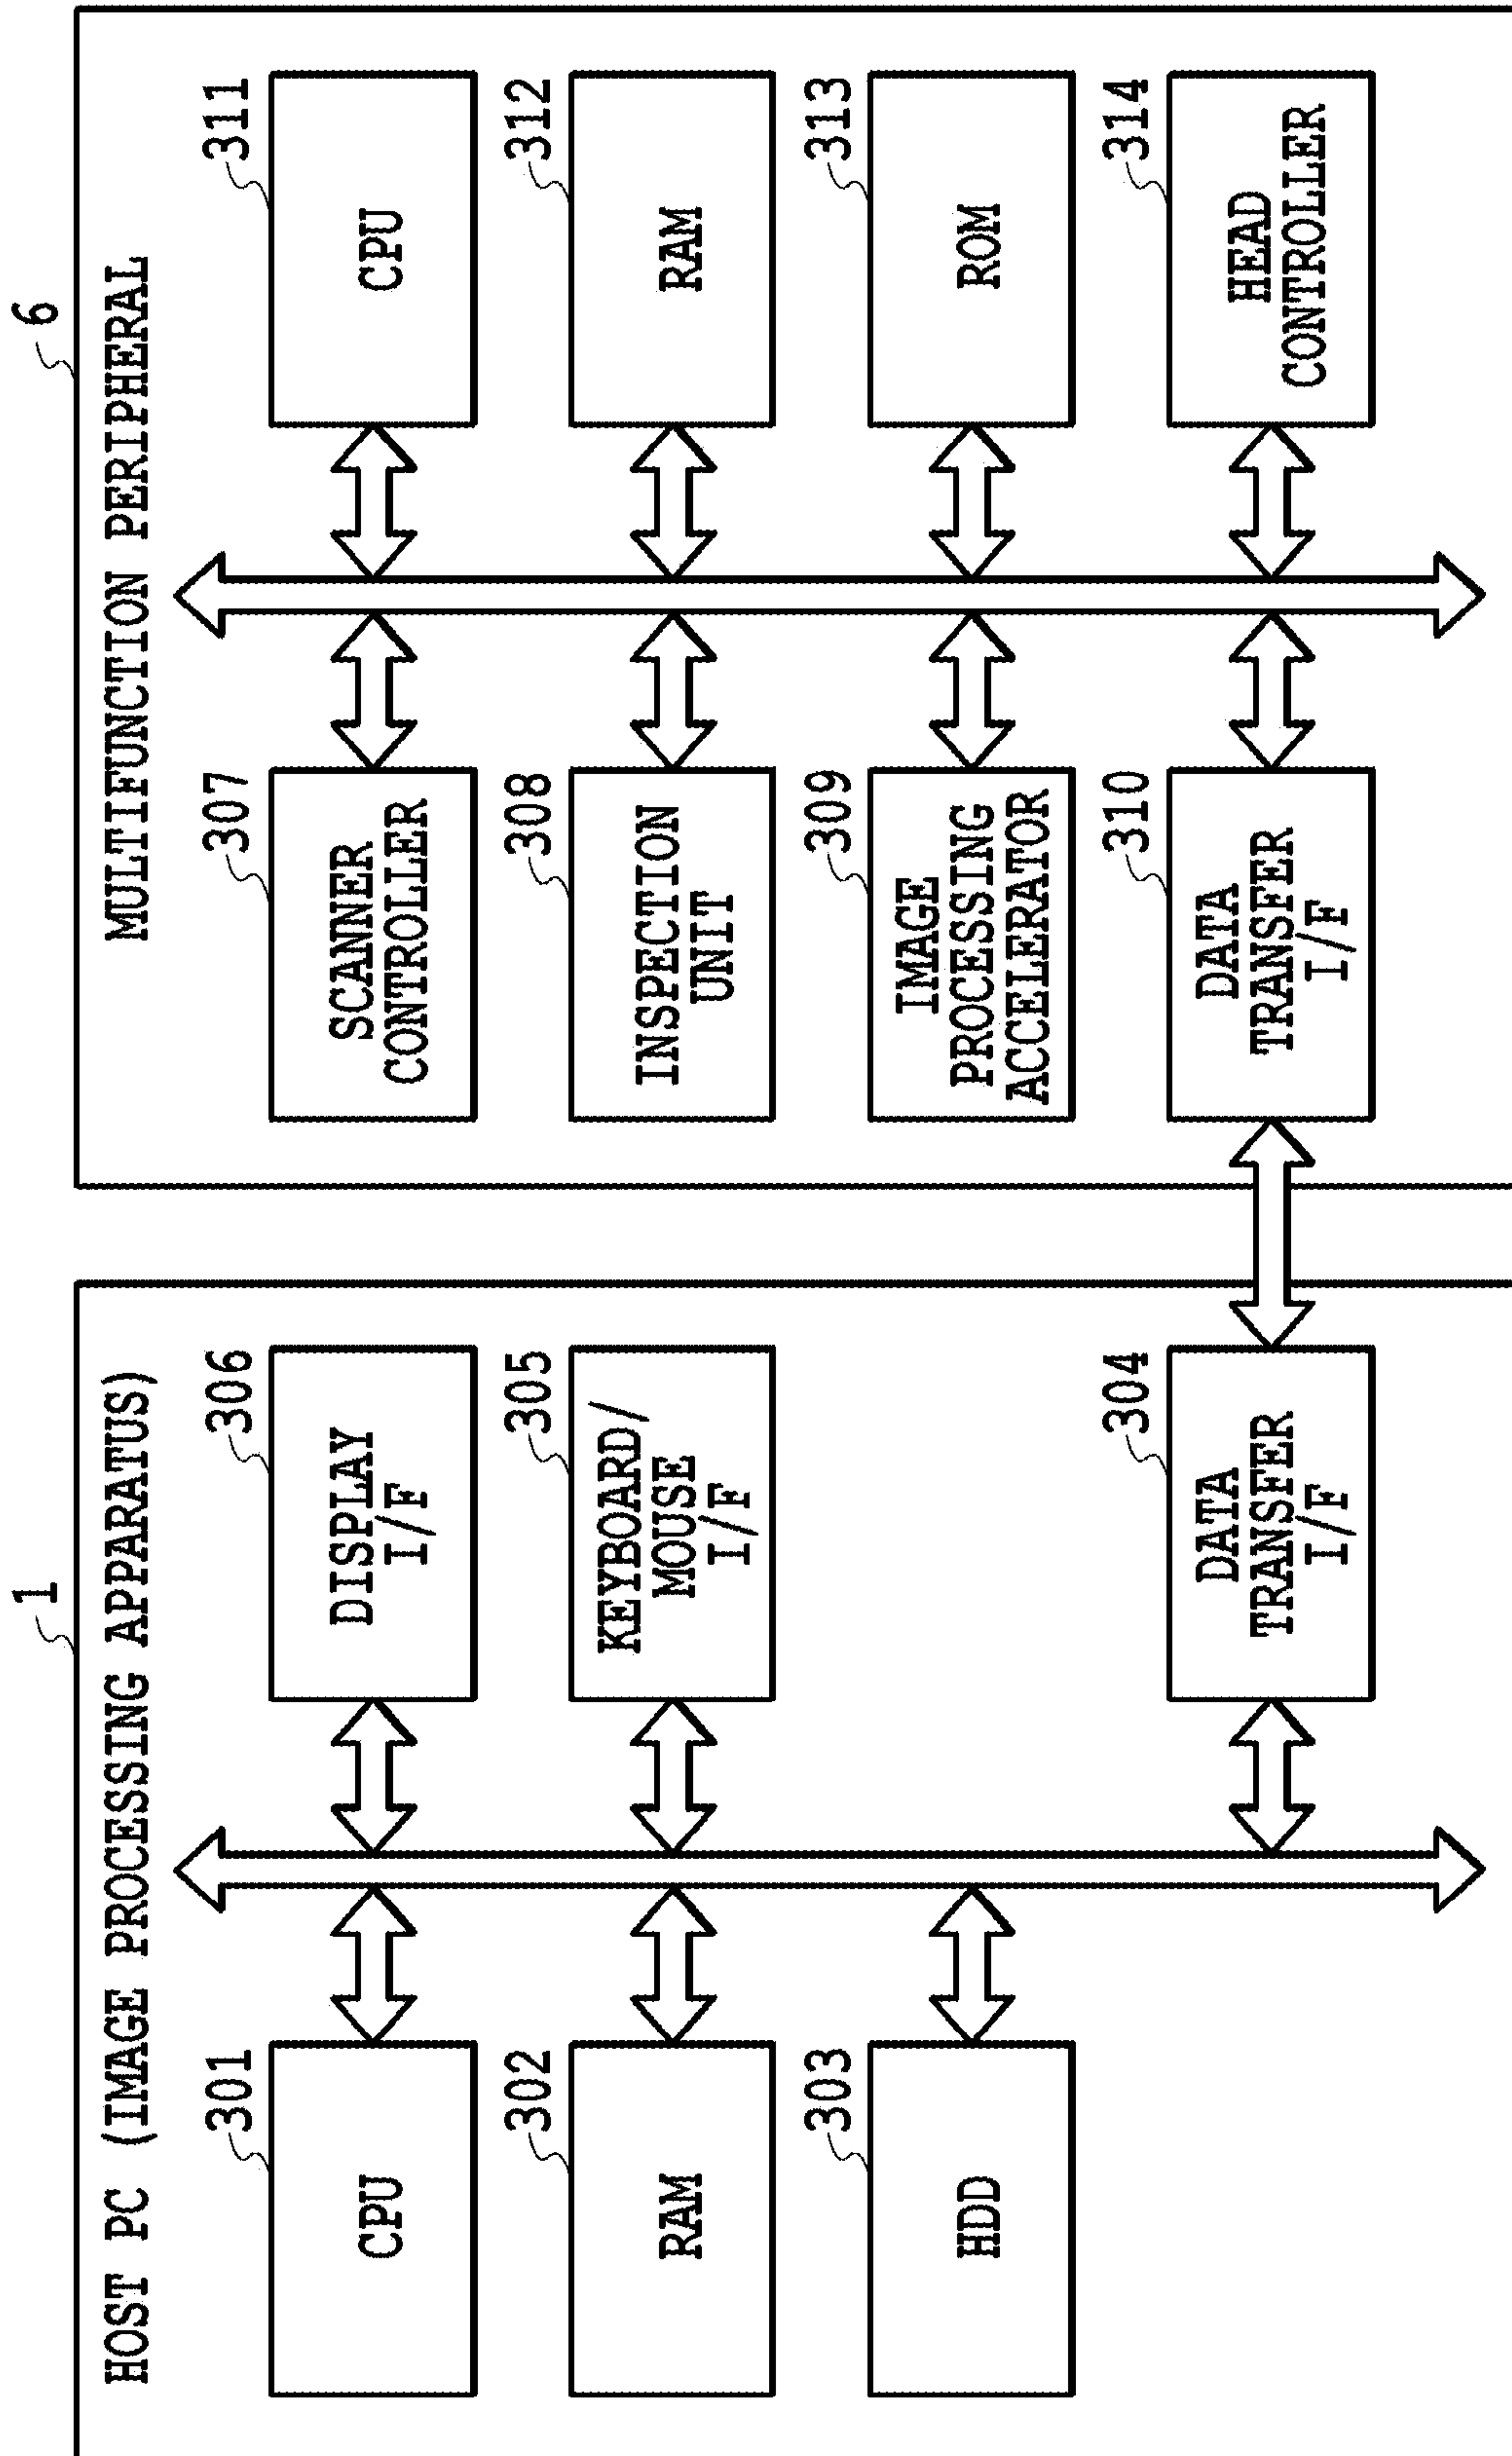 1
HOST PC (IMAGE PROCESSING APPARATUS)
301
CPU
302
RAM
303
HDD
306
DISPLAY
I/F
305
KEYBOARD/
MOUSE
I/F
304
DATA
TRANSFER
I/F
6
MULTIFUNCTION PERIPHERAL
307
SCANNER
CONTROLLER
308
INSPECTION
UNIT
309
IMAGE
PROCESSING
ACCELERATOR
310
DATA
TRANSFER
I/F
311
CPU
312
RAM
313
ROM
314
HEAD
CONTROLLER